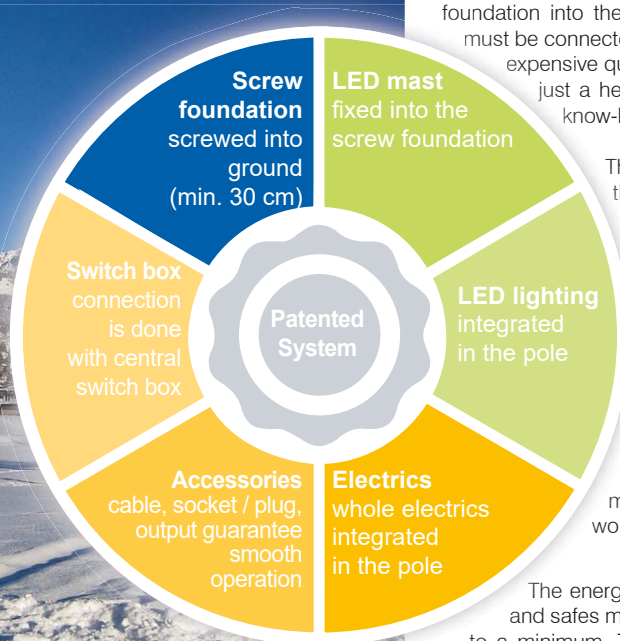 foundation into the
must be connecte
expensive qu
just a he
know-
Th
th
Screw
foundation
screwed into
ground
(min. 30 cm)
LED mast
fixed into the
screw foundation
Switch box
connection
is done
with central
switch box
Patented
System
LED lighting
integrated
in the pole
Accessories
cable, socket / plug,
output guarantee
smooth
operation
Electrics
whole electrics
integrated
in the pole
m
wo
The energ
and safes m
to a minimum